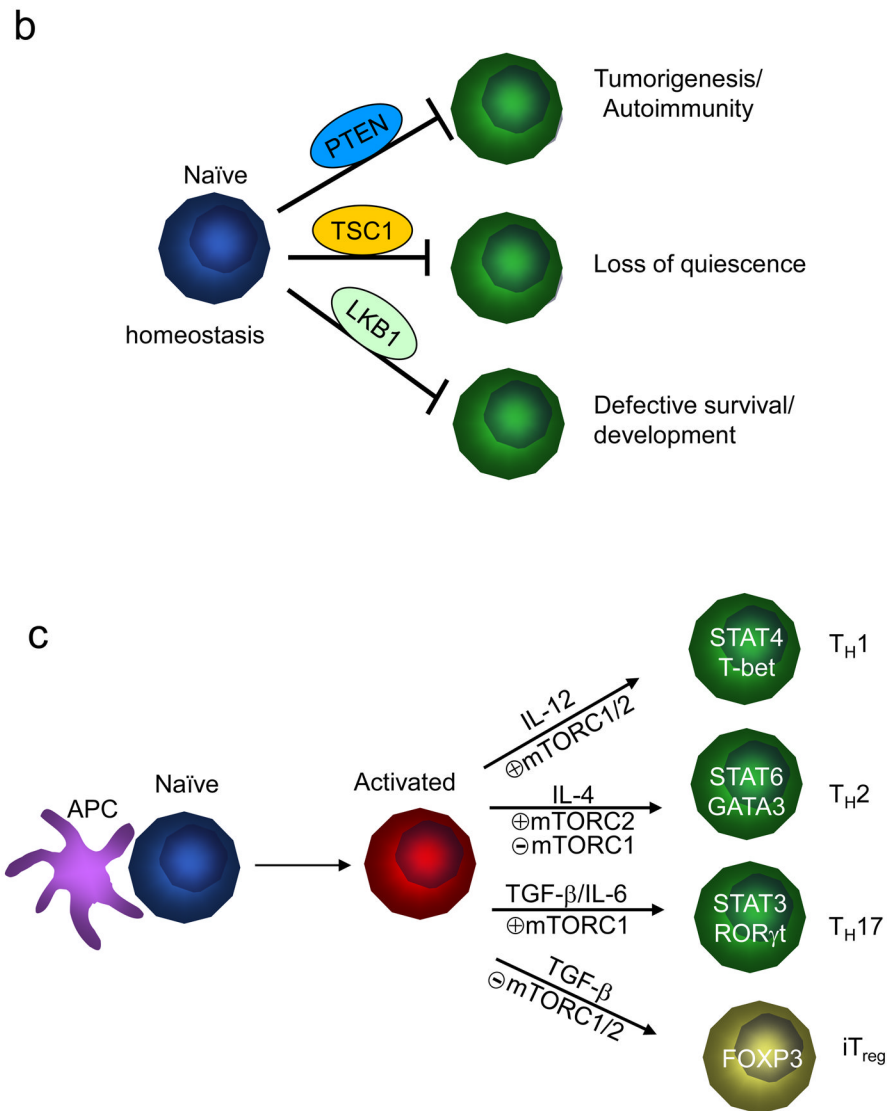 b
PTEN
Tumorigenesis/
Autoimmunity
Naïve
TSC1
Loss of quiescence
homeostasis
LKB1
Defective survival/
development
c
STAT4
T-bet
TH1
IL-12
⊕mTORC1/2
APC
Naïve
Activated
IL-4
⊕mTORC2
⊖mTORC1
STAT6
GATA3
TH2
TGF-β/IL-6
⊕mTORC1
STAT3
RORγt
TH17
TGF-β
⊖mTORC1/2
FOXP3
iTreg